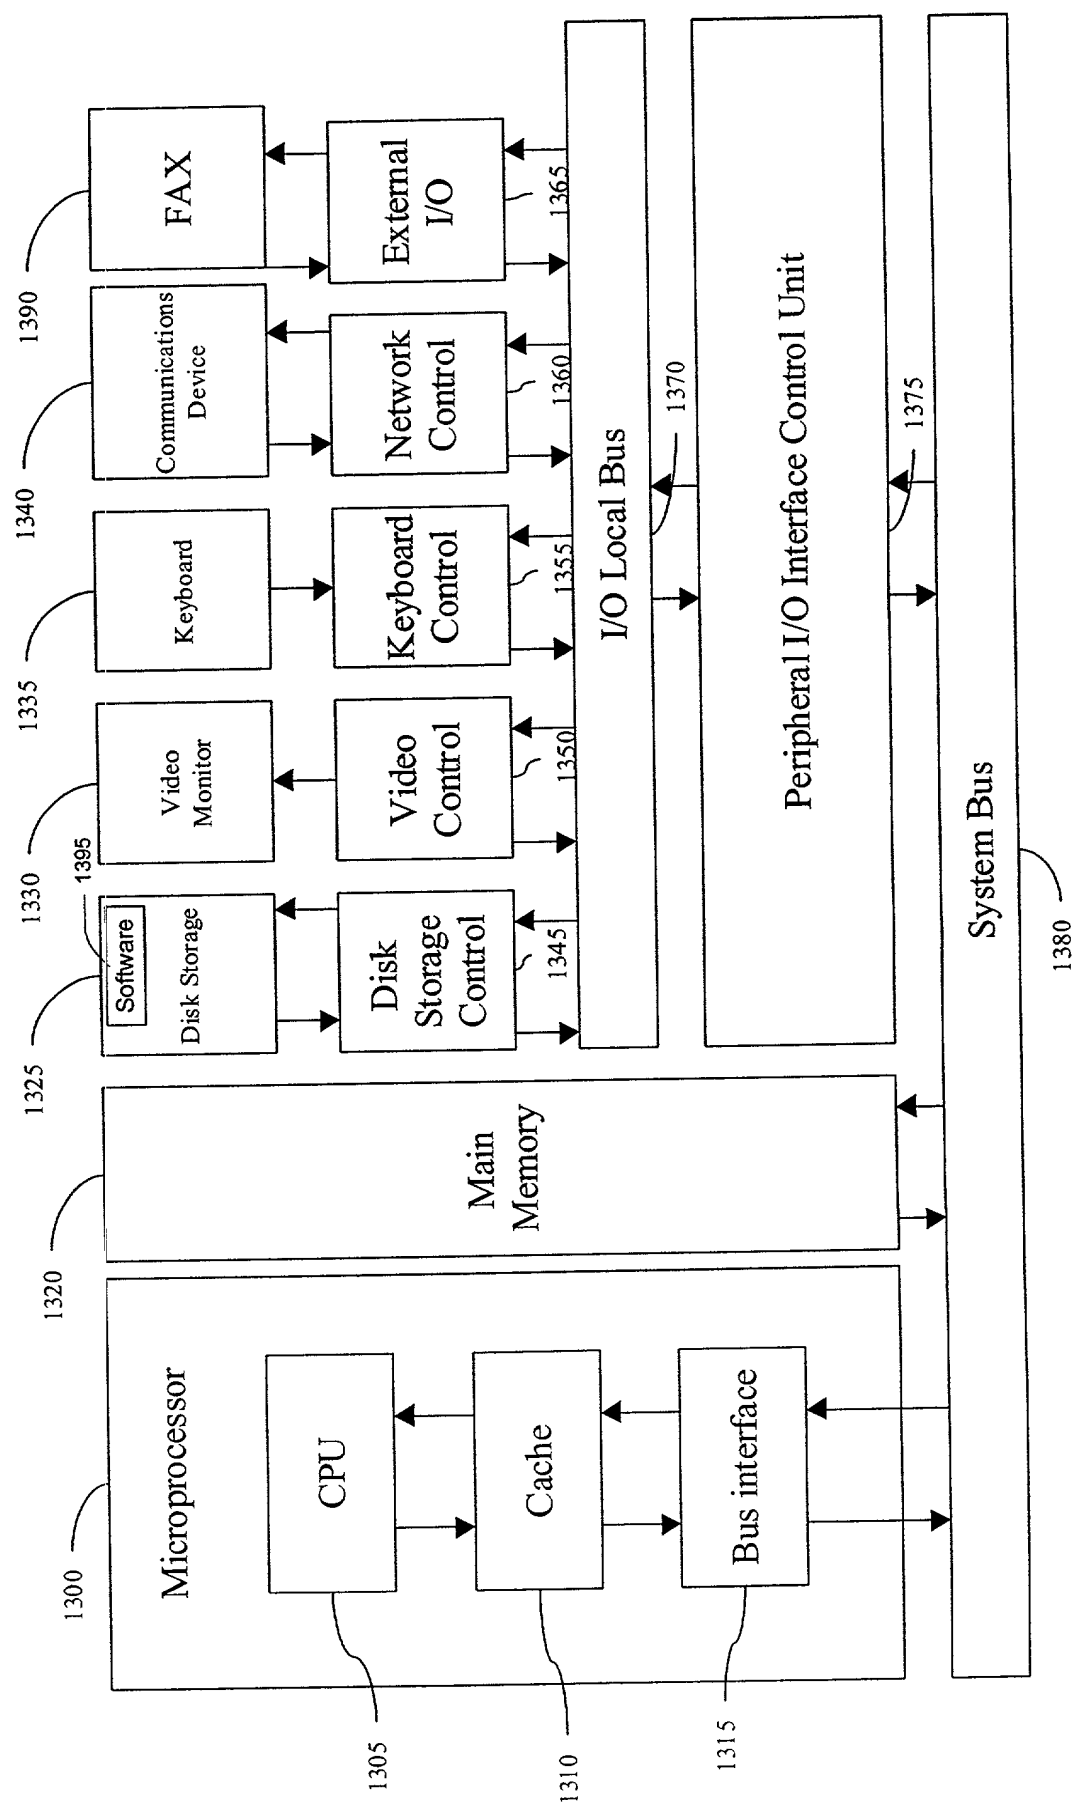 1300
Microprocessor
CPU
1305
Cache
1310
Bus interface
1315
1320
Main
Memory
1325
1395
Software
Disk Storage
Disk
Storage
Control
1345
1330
Video
Monitor
Video
Control
1350
1335
Keyboard
Keyboard
Control
1355
1340
Communications
Device
Network
Control
1360
1390
FAX
External
I/O
1365
I/O Local Bus
1370
Peripheral I/O Interface Control Unit
1375
System Bus
1380